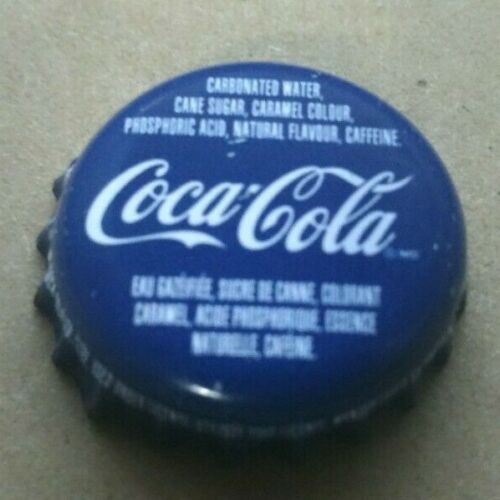 CARBONATED WATER,
CANE SUGAR, CARAMEL COLOUR,
PHOSPHORIC ACID, NATURAL FLAVOUR, CAFFEINE.
Coca-Cola
EAU GAZÉIFIÉE, SUCRE DE CANNE, COLORANT
CARAMEL, ACIDE PHOSPHORIQUE, ESSENCE
NATURELLE, CAFÉINE.